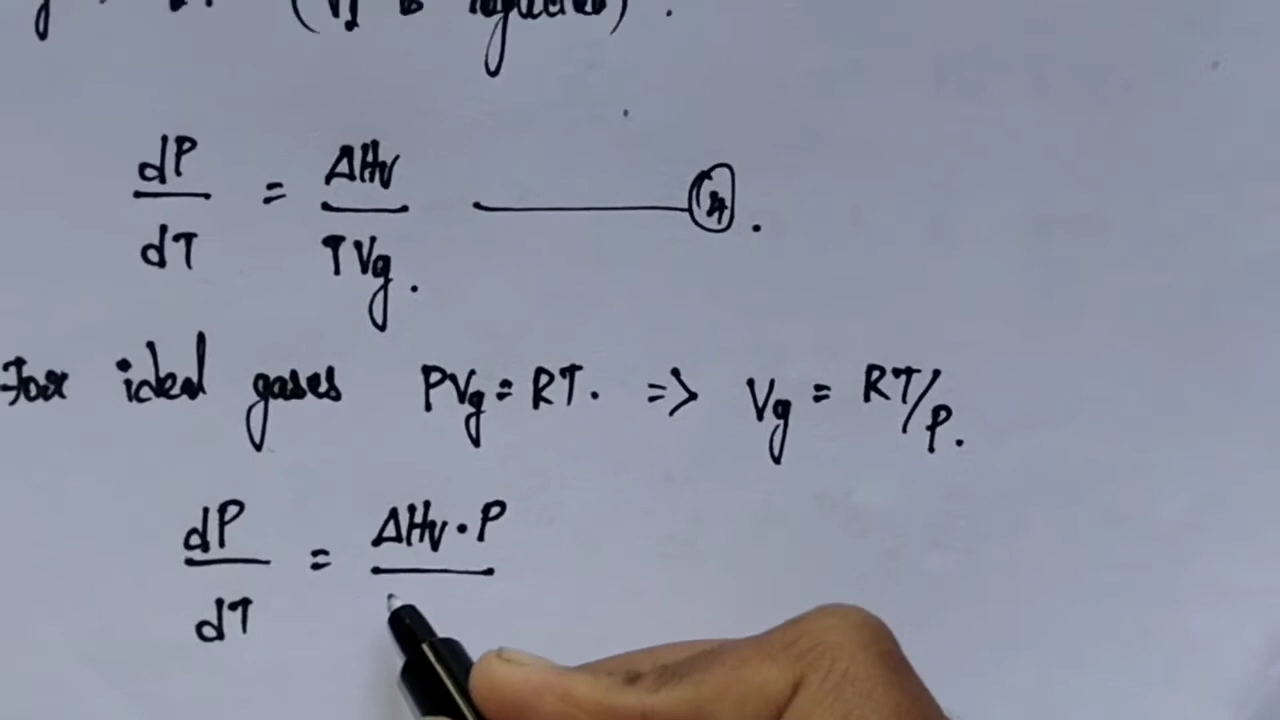 dP/dT = ΔHv/TVg. ④.
For ideal gases PVg = RT. => Vg = RT/P.
dP/dT = ΔHv·P